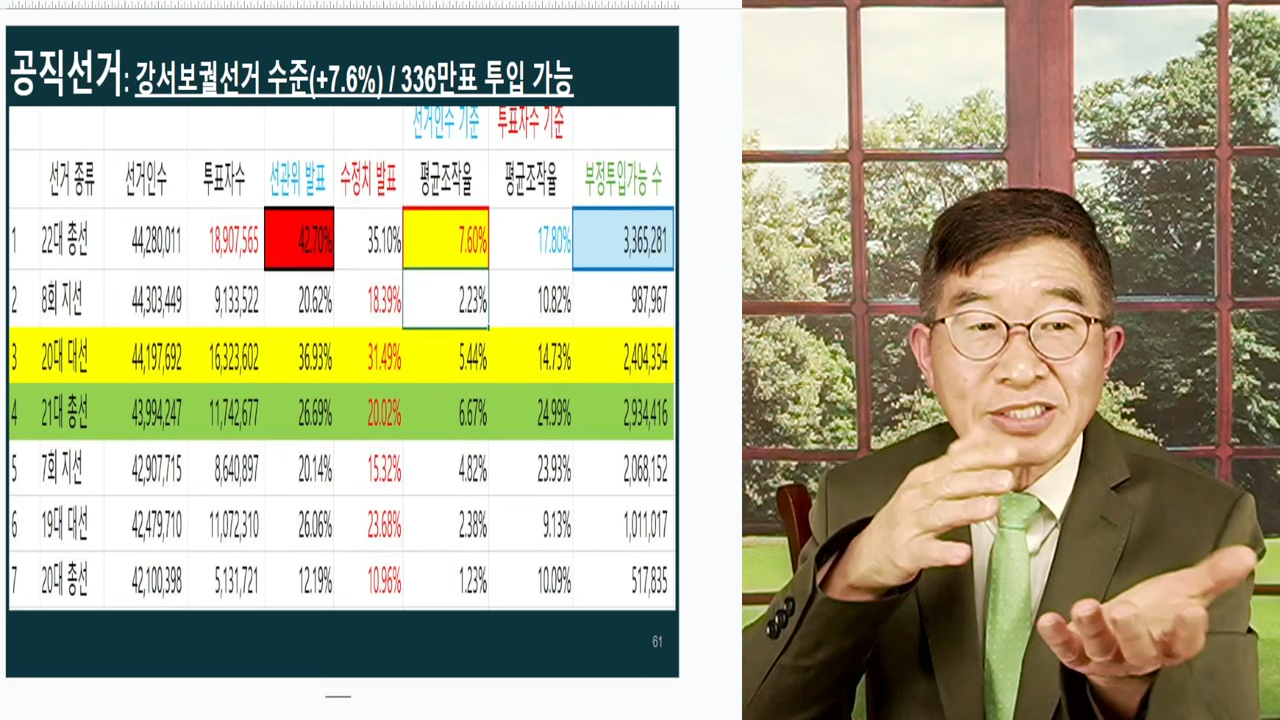 공직선거: 강서보궐선거 수준(+7.6%) / 336만표 투입 가능
선거인수 기준 투표자수 기준
선거 종류 선거인수 투표자수 선관위 발표 수정치 발표 평균조작율 평균조작율 부정투입가능 수
1 22대 총선 44,280,011 18,907,565 42.70% 35.10% 7.60% 17.80% 3,365,281
2 8회 지선 44,303,449 9,133,522 20.62% 18.39% 2.23% 10.82% 987,967
3 20대 대선 44,197,692 16,323,602 36.93% 31.49% 5.44% 14.73% 2,404,354
4 21대 총선 43,994,247 11,742,677 26.69% 20.02% 6.67% 24.99% 2,934,416
5 7회 지선 42,907,715 8,640,897 20.14% 15.32% 4.82% 23.93% 2,068,152
6 19대 대선 42,479,710 11,072,310 26.06% 23.68% 2.38% 9.13% 1,011,017
7 20대 총선 42,100,398 5,131,721 12.19% 10.96% 1.23% 10.09% 517,835
61